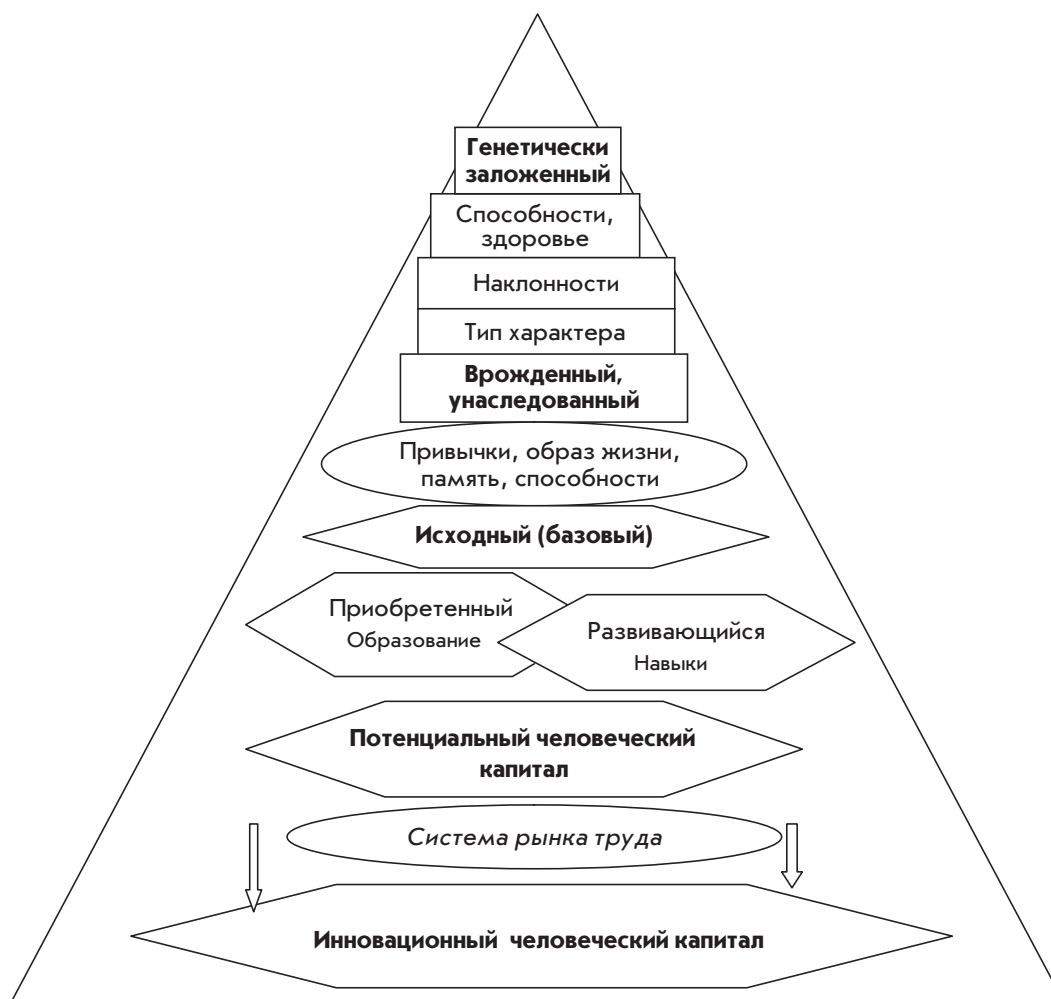 Генетически
заложенный
Способности,
здоровье
Наклонности
Тип характера
Врожденный,
унаследованный
Привычки, образ жизни,
память, способности
Исходный (базовый)
Приобретенный
Образование
Развивающийся
Навыки
Потенциальный человеческий
капитал
Система рынка труда
Инновационный человеческий капитал